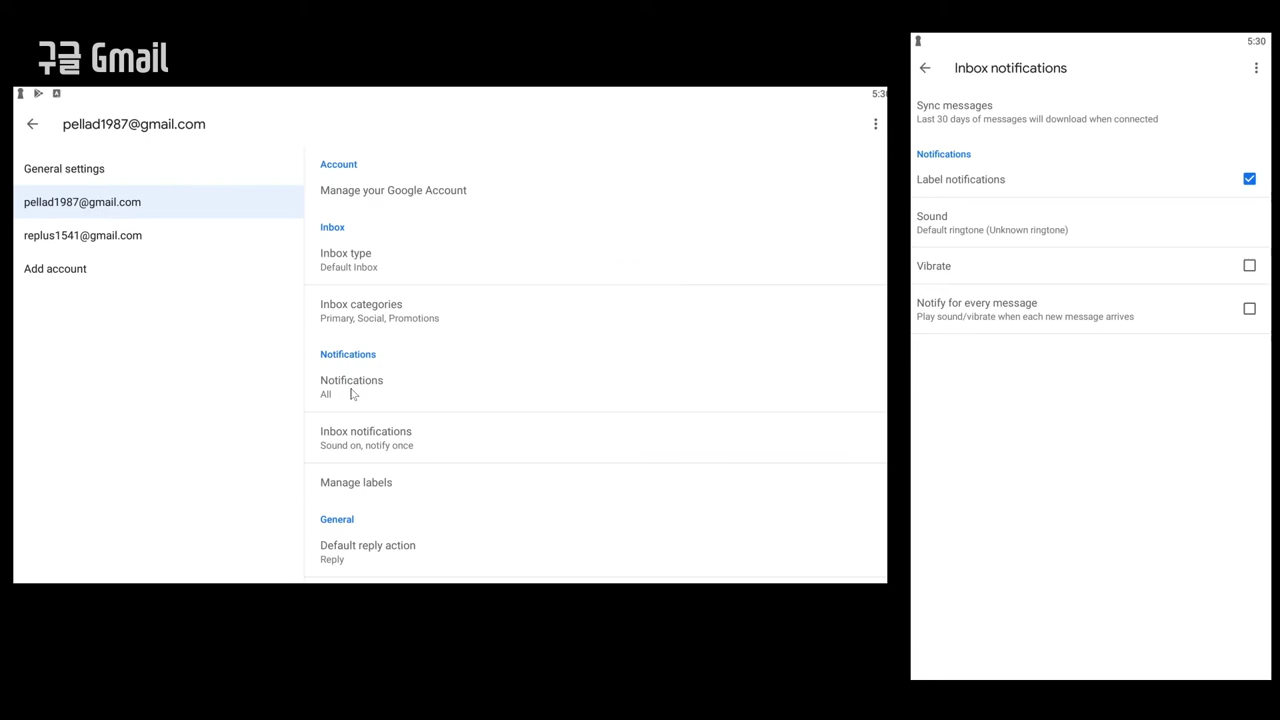 구글 Gmail
5:30
pellad1987@gmail.com
General settings
pellad1987@gmail.com
replus1541@gmail.com
Add account
Account
Manage your Google Account
Inbox
Inbox type
Default Inbox
Inbox categories
Primary, Social, Promotions
Notifications
Notifications
All
Inbox notifications
Sound on, notify once
Manage labels
General
Default reply action
Reply
5:30
Inbox notifications
Sync messages
Last 30 days of messages will download when connected
Notifications
Label notifications
Sound
Default ringtone (Unknown ringtone)
Vibrate
Notify for every message
Play sound/vibrate when each new message arrives